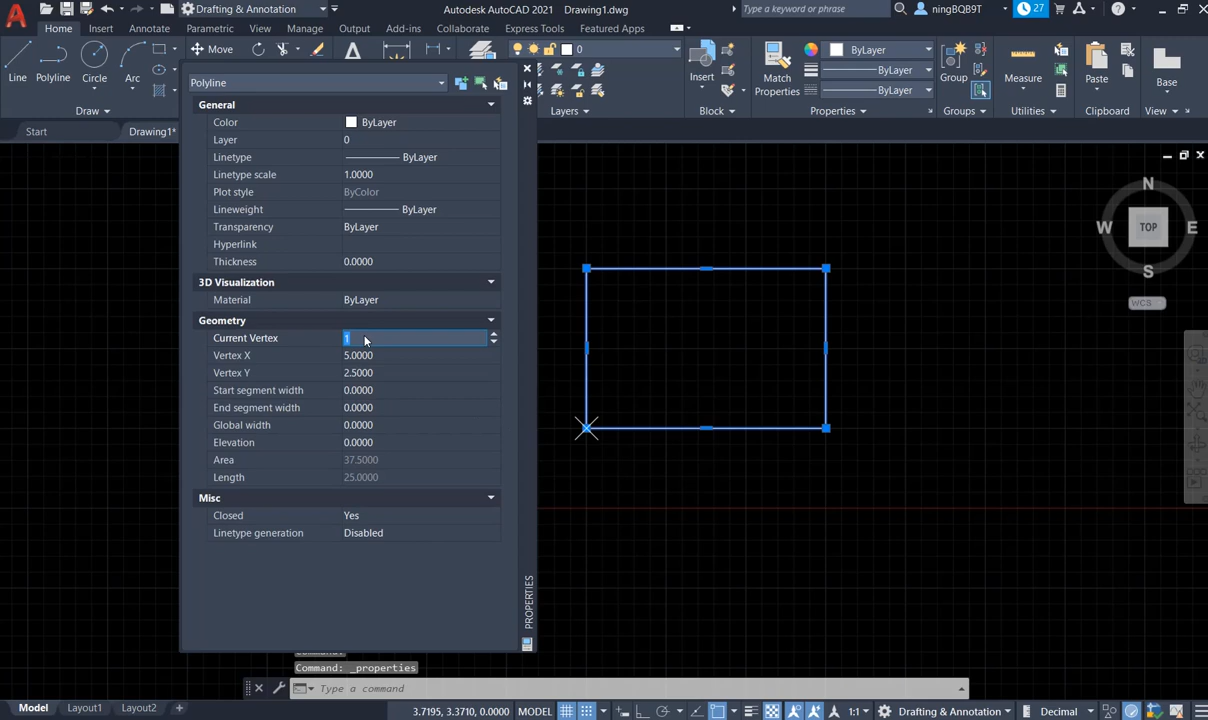 Drafting & Annotation
Autodesk AutoCAD 2021 Drawing1.dwg
Type a keyword or phrase
ningBQB9T
27
Home Insert Annotate Parametric View Manage Output Add-ins Collaborate Express Tools Featured Apps
Move
0
ByLayer
ByLayer
ByLayer
Line Polyline Circle Arc
Insert
Match Properties
Group
Measure
Paste
Base
Draw
Layers
Block
Properties
Groups
Utilities
Clipboard
View
Start
Drawing1*
Polyline
General
Color ByLayer
Layer 0
Linetype ByLayer
Linetype scale 1.0000
Plot style ByColor
Lineweight ByLayer
Transparency ByLayer
Hyperlink
Thickness 0.0000
3D Visualization
Material ByLayer
Geometry
Current Vertex 1
Vertex X 5.0000
Vertex Y 2.5000
Start segment width 0.0000
End segment width 0.0000
Global width 0.0000
Elevation 0.0000
Area 37.5000
Length 25.0000
Misc
Closed Yes
Linetype generation Disabled
PROPERTIES
N
W TOP E
S
WCS
Command: _properties
Type a command
Model Layout1 Layout2
3.7195, 3.3710, 0.0000 MODEL
1:1
Drafting & Annotation
Decimal